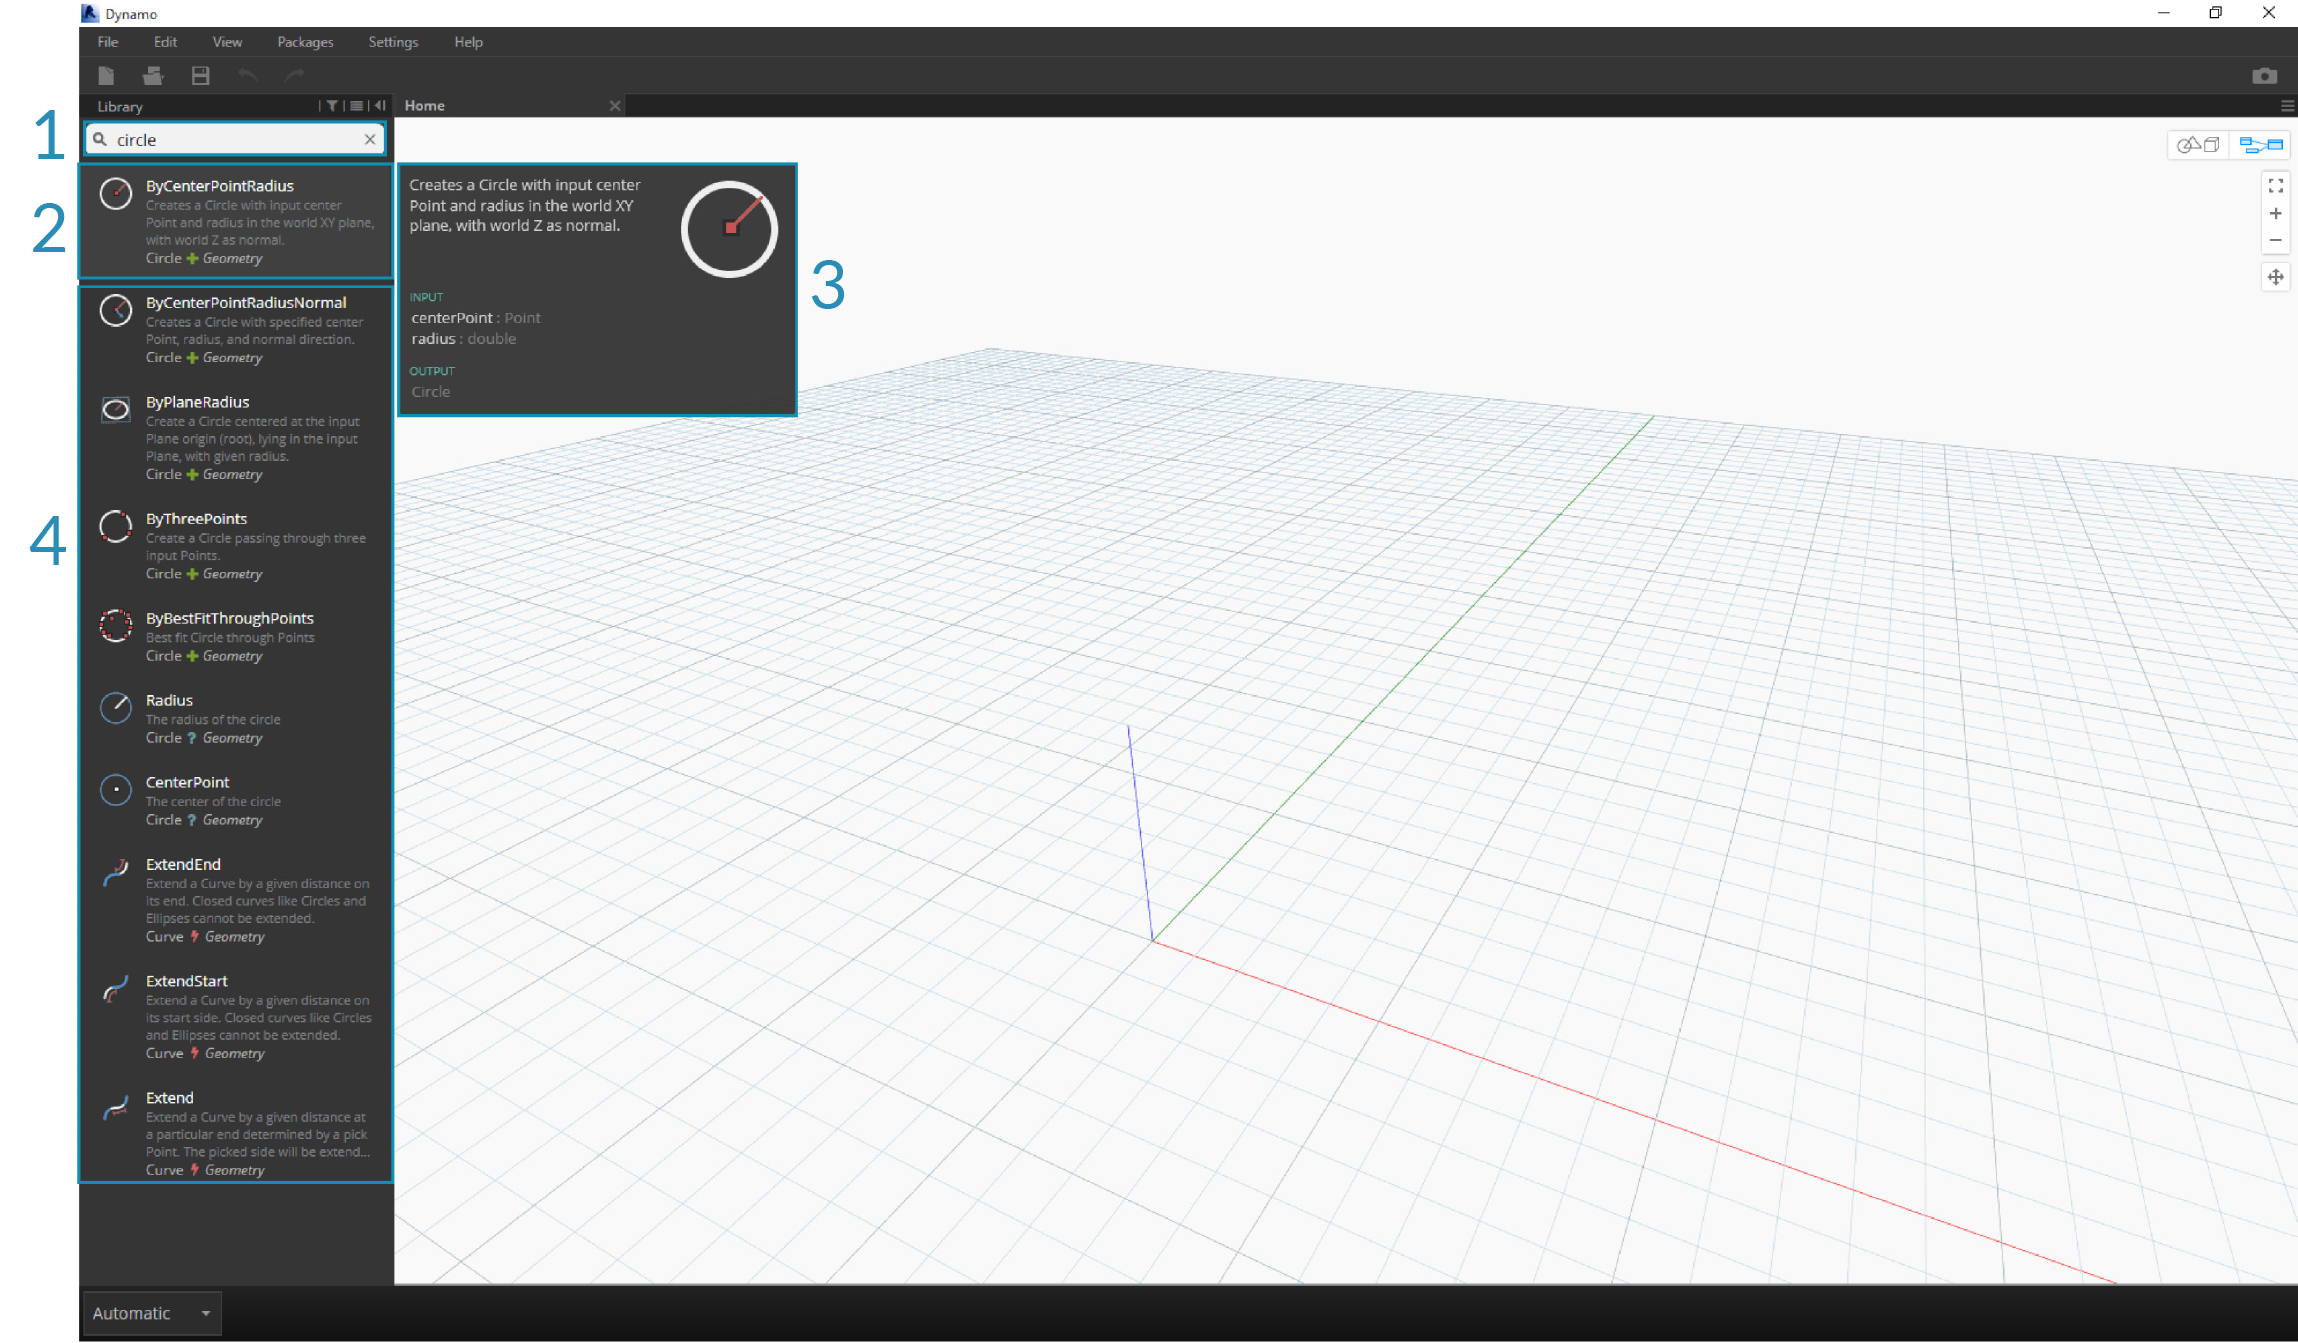 Dynamo
File Edit View Packages Settings Help
Library
Home
1
circle
2
ByCenterPointRadius
Creates a Circle with input center
Point and radius in the world XY plane,
with world Z as normal.
Circle Geometry
Creates a Circle with input center
Point and radius in the world XY
plane, with world Z as normal.
INPUT
centerPoint : Point
radius : double
OUTPUT
Circle
3
4
ByCenterPointRadiusNormal
Creates a Circle with specified center
Point, radius, and normal direction.
Circle Geometry
ByPlaneRadius
Create a Circle centered at the input
Plane origin (root), lying in the input
Plane, with given radius.
Circle Geometry
ByThreePoints
Create a Circle passing through three
input Points.
Circle Geometry
ByBestFitThroughPoints
Best fit Circle through Points
Circle Geometry
Radius
The radius of the circle
Circle ? Geometry
CenterPoint
The center of the circle
Circle ? Geometry
ExtendEnd
Extend a Curve by a given distance on
its end. Closed curves like Circles and
Ellipses cannot be extended.
Curve Geometry
ExtendStart
Extend a Curve by a given distance on
its start side. Closed curves like Circles
and Ellipses cannot be extended.
Curve Geometry
Extend
Extend a Curve by a given distance at
a particular end determined by a pick
Point. The picked side will be extend...
Curve Geometry
Automatic